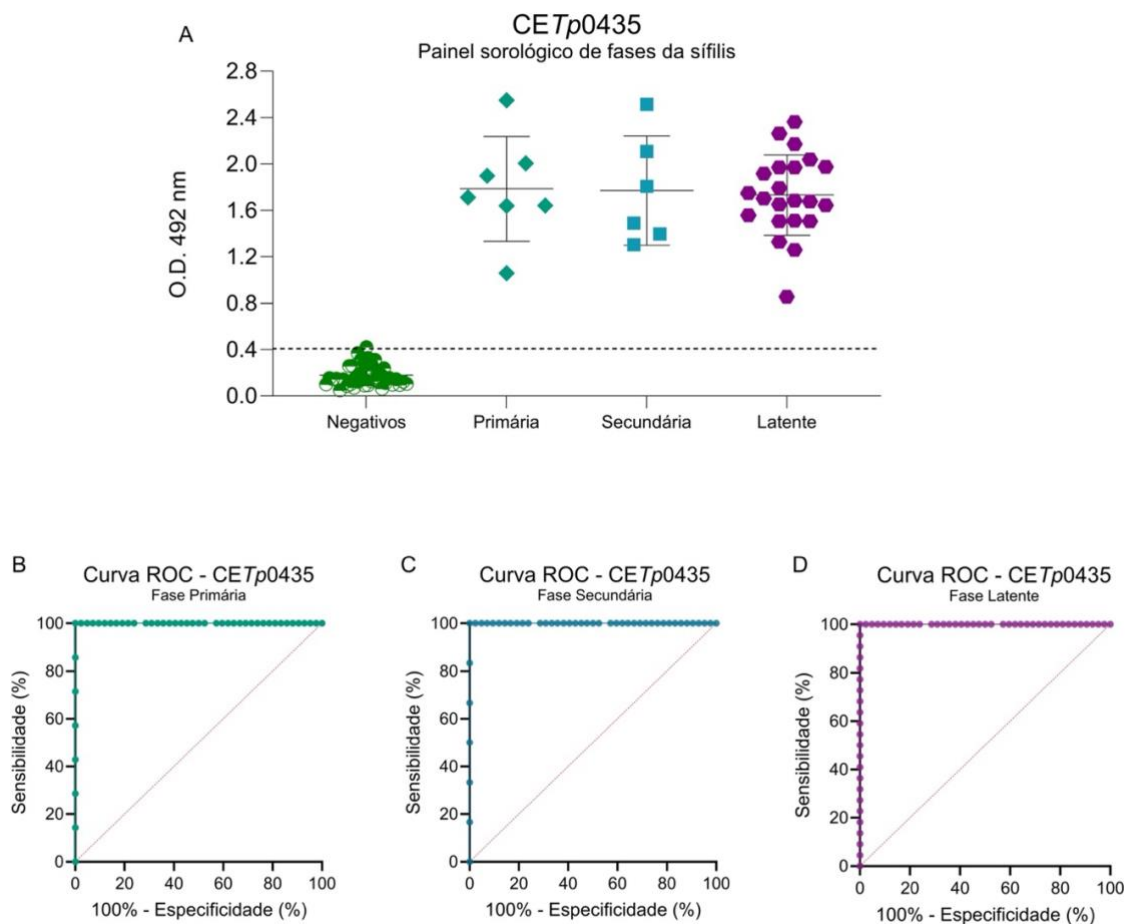 A
CETp0435
Painel sorológico de fases da sífilis
O.D. 492 nm
2.8
2.4
2.0
1.6
1.2
0.8
0.4
0.0
Negativos Primária Secundária Latente
B
Curva ROC - CETp0435
Fase Primária
Sensibilidade (%)
100
80
60
40
20
0
0 20 40 60 80 100
100% - Especificidade (%)
C
Curva ROC - CETp0435
Fase Secundária
Sensibilidade (%)
100
80
60
40
20
0
0 20 40 60 80 100
100% - Especificidade (%)
D
Curva ROC - CETp0435
Fase Latente
Sensibilidade (%)
100
80
60
40
20
0
0 20 40 60 80 100
100% - Especificidade (%)